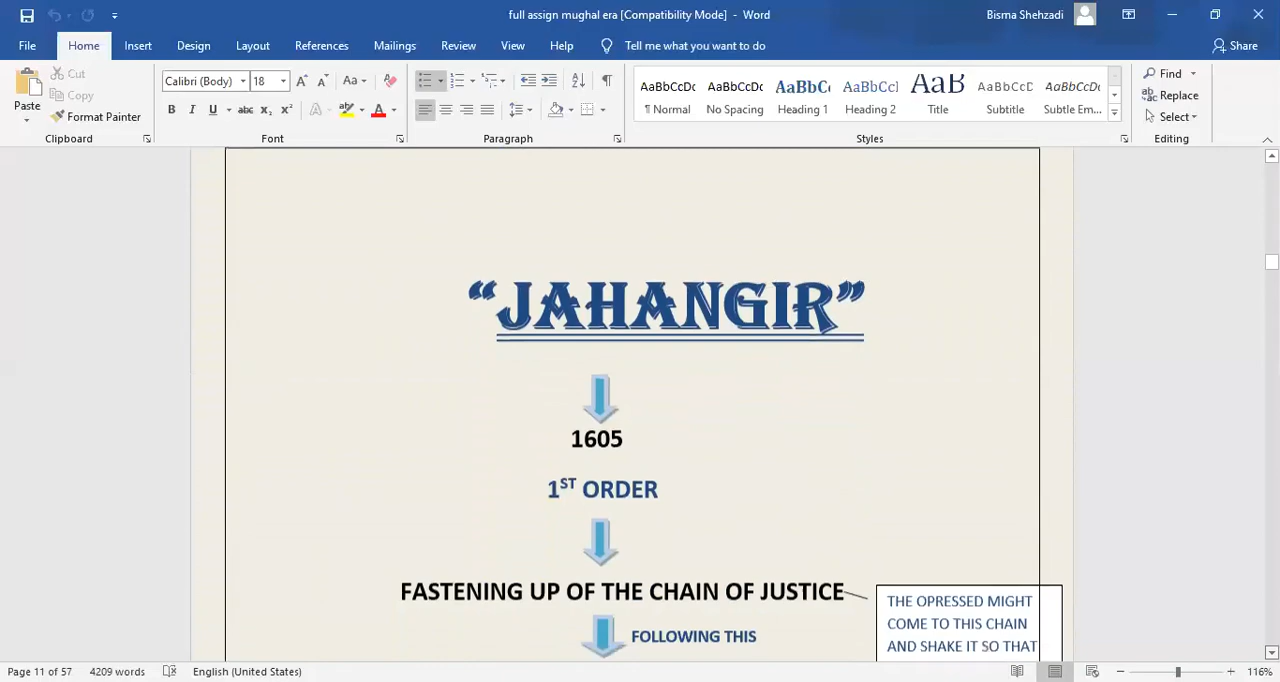 full assign mughal era [Compatibility Mode] - Word
Bisma Shehzadi
File Home Insert Design Layout References Mailings Review View Help Tell me what you want to do Share
Paste
Cut
Copy
Format Painter
Clipboard
Calibri (Body) 18
Font
Paragraph
AaBbCcDc AaBbCcDc AaBbCc AaBbCcI AaB AaBbCcD AaBbCcDc
¶ Normal No Spacing Heading 1 Heading 2 Title Subtitle Subtle Em...
Styles
Find
Replace
Select
Editing
“JAHANGIR”
1605
1ST ORDER
FASTENING UP OF THE CHAIN OF JUSTICE
THE OPRESSED MIGHT
COME TO THIS CHAIN
AND SHAKE IT SO THAT
FOLLOWING THIS
Page 11 of 57 4209 words English (United States) 116%